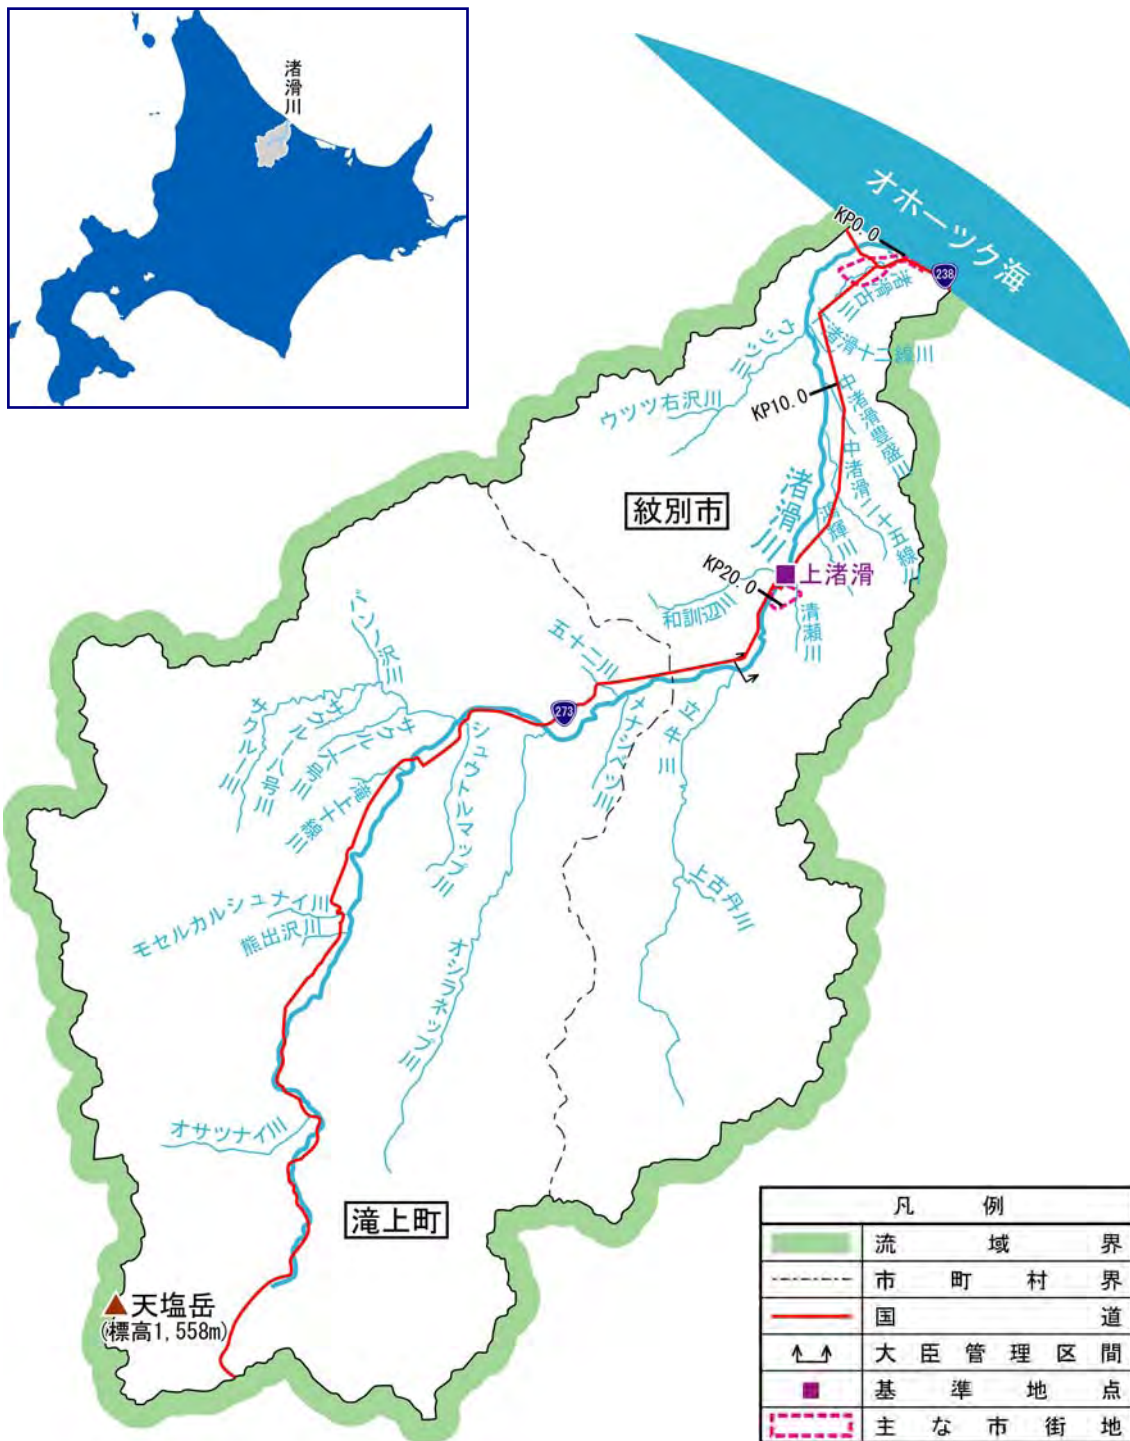 渚滑川
オホーツク海
KP0.0
238
渚滑古川
渚滑十二線川
ウツツ川
ウツツ右沢川
KP10.0
中渚滑豊盛川
中渚滑二十五線川
渚滑川
鴻輝川
紋別市
KP20.0
上渚滑
清瀬川
和訓辺川
五十二川
273
立牛川
メナシベツ川
上古丹川
パンノ沢川
サクルー川
サクルー八号川
サクルー六号川
滝上十線川
シュウトルマップ川
オシラネップ川
モセルカルシュナイ川
熊出沢川
オサツナイ川
滝上町
天塩岳
(標高1,558m)
凡例
流域界
市町村界
国道
大臣管理区間
基準地点
主な市街地